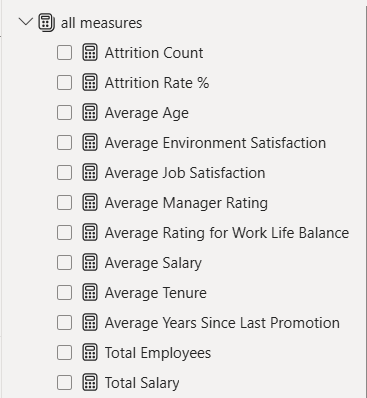 all measures
Attrition Count
Attrition Rate %
Average Age
Average Environment Satisfaction
Average Job Satisfaction
Average Manager Rating
Average Rating for Work Life Balance
Average Salary
Average Tenure
Average Years Since Last Promotion
Total Employees
Total Salary